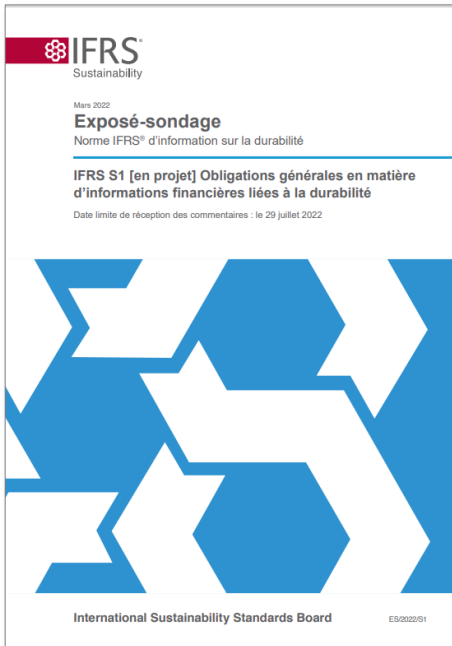 IFRS®
Sustainability
Mars 2022
Exposé-sondage
Norme IFRS® d'information sur la durabilité
IFRS S1 [en projet] Obligations générales en matière
d'informations financières liées à la durabilité
Date limite de réception des commentaires : le 29 juillet 2022
International Sustainability Standards Board
ES/2022/S1